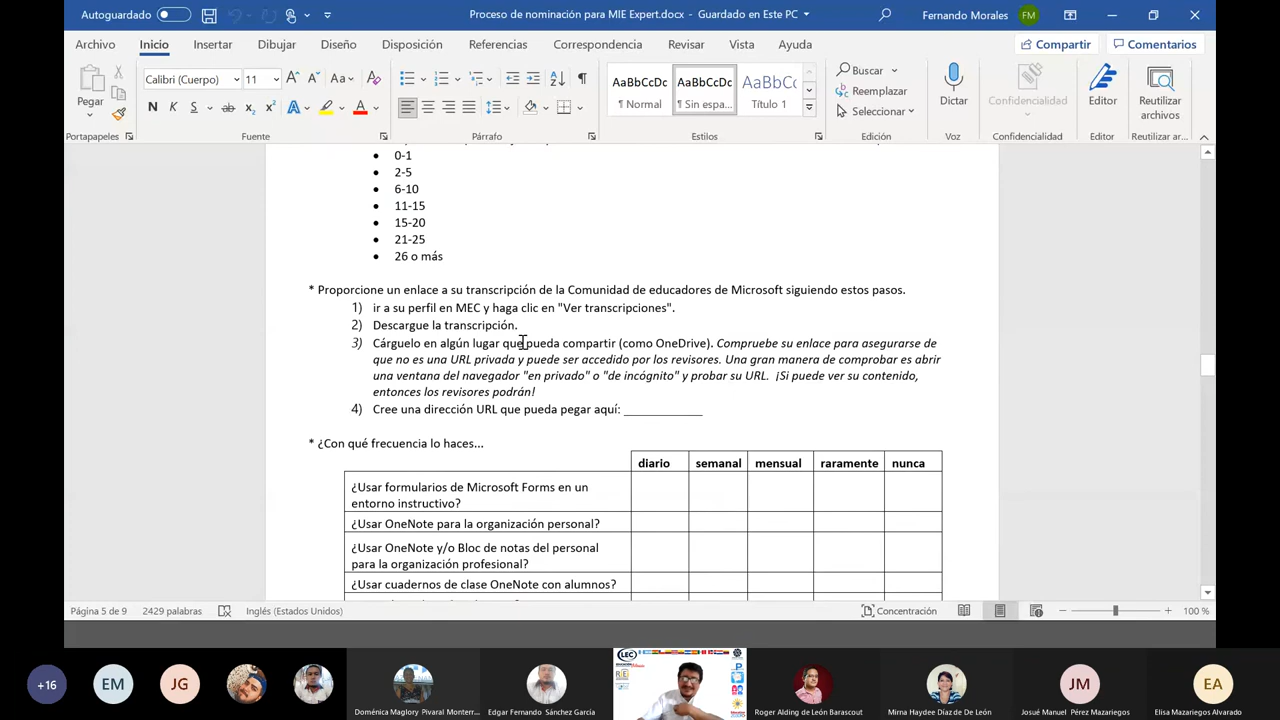 Autoguardado
Proceso de nominación para MIE Expert.docx - Guardado en Este PC
Fernando Morales
FM
Archivo
Inicio
Insertar
Dibujar
Diseño
Disposición
Referencias
Correspondencia
Revisar
Vista
Ayuda
Compartir
Comentarios
Pegar
Calibri (Cuerpo)
11
N K S ab x₂ x²
AaBbCcDc
¶ Normal
AaBbCcDc
¶ Sin espa...
AaBbCc
Título 1
Buscar
Reemplazar
Seleccionar
Dictar
Confidencialidad
Editor
Reutilizar
archivos
Portapapeles
Fuente
Párrafo
Estilos
Edición
Voz
Confidencialidad
Editor
Reutilizar ar...
• 0-1
• 2-5
• 6-10
• 11-15
• 15-20
• 21-25
• 26 o más
* Proporcione un enlace a su transcripción de la Comunidad de educadores de Microsoft siguiendo estos pasos.
1) ir a su perfil en MEC y haga clic en "Ver transcripciones".
2) Descargue la transcripción.
3) Cárguelo en algún lugar que pueda compartir (como OneDrive). Compruebe su enlace para asegurarse de
que no es una URL privada y puede ser accedido por los revisores. Una gran manera de comprobar es abrir
una ventana del navegador "en privado" o "de incógnito" y probar su URL. ¡Si puede ver su contenido,
entonces los revisores podrán!
4) Cree una dirección URL que pueda pegar aquí: ____________
* ¿Con qué frecuencia lo haces...
diario semanal mensual raramente nunca
¿Usar formularios de Microsoft Forms en un
entorno instructivo?
¿Usar OneNote para la organización personal?
¿Usar OneNote y/o Bloc de notas del personal
para la organización profesional?
¿Usar cuadernos de clase OneNote con alumnos?
Página 5 de 9
2429 palabras
Inglés (Estados Unidos)
Concentración
100 %
+16
EM
JG
Doménica Maglory Pivaral Monterr...
Edgar Fernando Sánchez García
LEC
Roger Alding de León Barascout
Mirna Haydee Díaz de De León
JM
Josué Manuel Pérez Mazariegos
EA
Elisa Mazariegos Alvarado